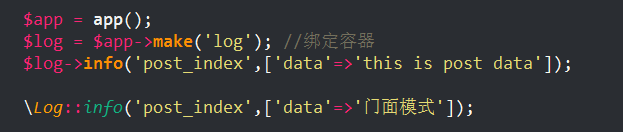 $app = app();
$log = $app->make('log'); //绑定容器
$log->info('post_index',['data'=>'this is post data']);
\Log::info('post_index',['data'=>'门面模式']);